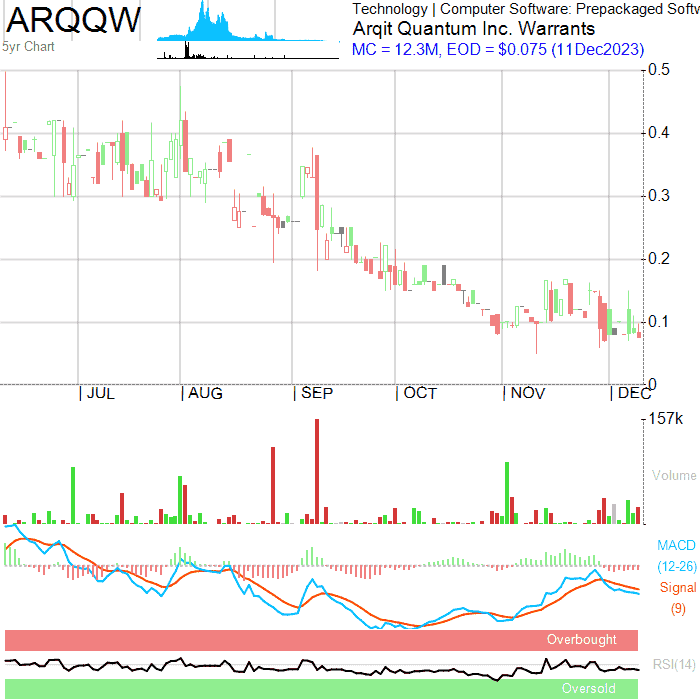 ARQQW
Technology | Computer Software: Prepackaged Softw
Arqit Quantum Inc. Warrants
5yr Chart
MC = 12.3M, EOD = $0.075 (11Dec2023)
0.5
0.4
0.3
0.2
0.1
0
| JUL | AUG | SEP | OCT | NOV | DEC
157k
Volume
MACD
(12-26)
Signal
(9)
Overbought
RSI(14)
Oversold